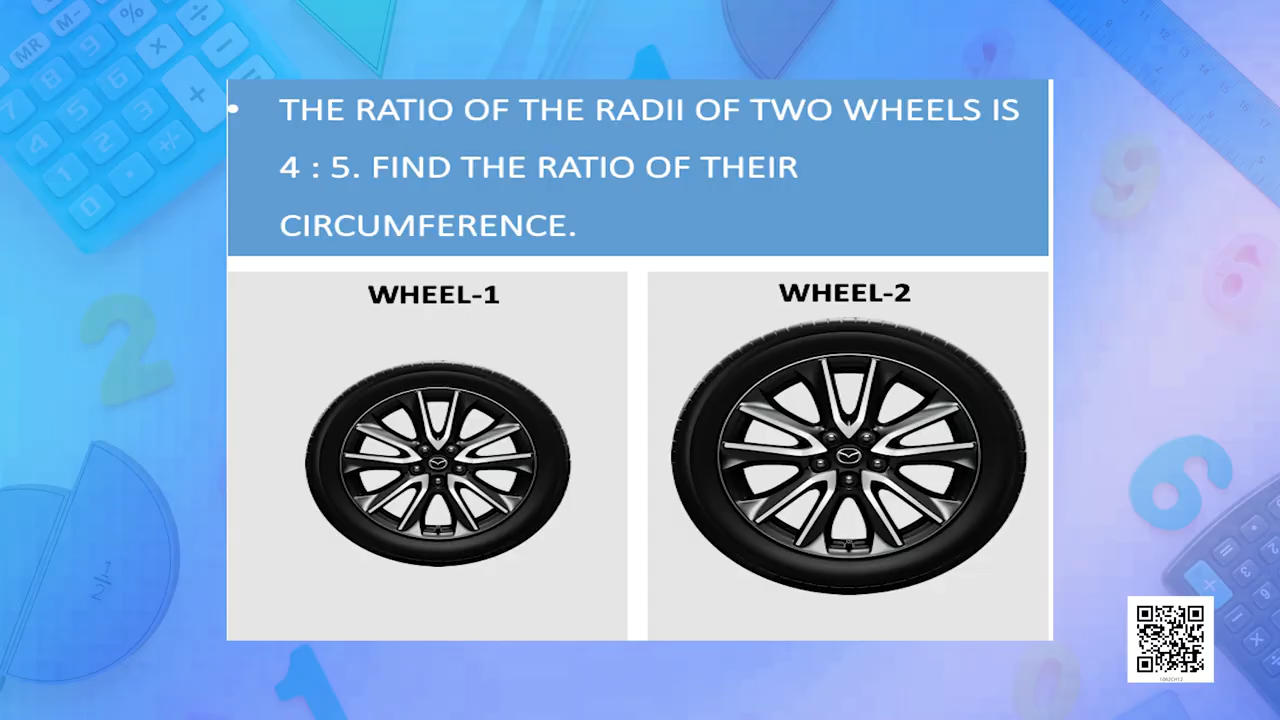 • THE RATIO OF THE RADII OF TWO WHEELS IS
4 : 5. FIND THE RATIO OF THEIR
CIRCUMFERENCE.
WHEEL-1
WHEEL-2